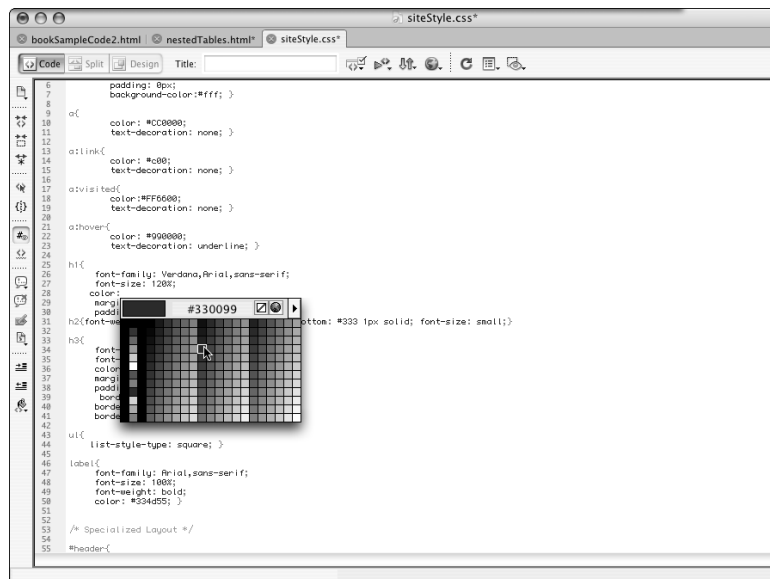 siteStyle.css*
bookSampleCode2.html nestedTables.html* siteStyle.css*
Code Split Design Title:
6 padding: 0px;
7 background-color:#fff; }
8
9 a{
10 color: #CC0000;
11 text-decoration: none; }
12
13 a:link{
14 color: #c00;
15 text-decoration: none; }
16
17 a:visited{
18 color:#FF6600;
19 text-decoration: none; }
20
21 a:hover{
22 color: #990000;
23 text-decoration: underline; }
24
25 h1{
26 font-family: Verdana,Arial,sans-serif;
27 font-size: 120%;
28 color:
29 margi
30 paddi
#330099
31 h2{font-we ottom: #333 1px solid; font-size: small;}
32
33 h3{
34 font-
35 font-
36 color
37 margi
38 paddi
39 bord
40 borde
41 borde
42
43 ul{
44 list-style-type: square; }
45
46 label{
47 font-family: Arial,sans-serif;
48 font-size: 100%;
49 font-weight: bold;
50 color: #334d55; }
51
52
53 /* Specialized Layout */
54
55 #header{